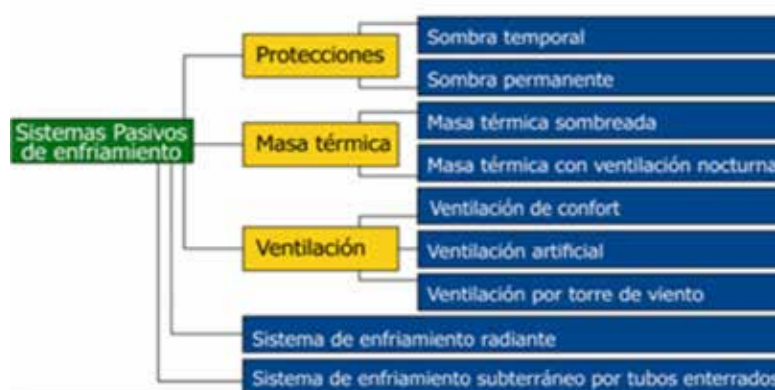 Sistemas Pasivos
de enfriamiento
Protecciones
Sombra temporal
Sombra permanente
Masa térmica
Masa térmica sombreada
Masa térmica con ventilación nocturna
Ventilación
Ventilación de confort
Ventilación artificial
Ventilación por torre de viento
Sistema de enfriamiento radiante
Sistema de enfriamiento subterráneo por tubos enterrados